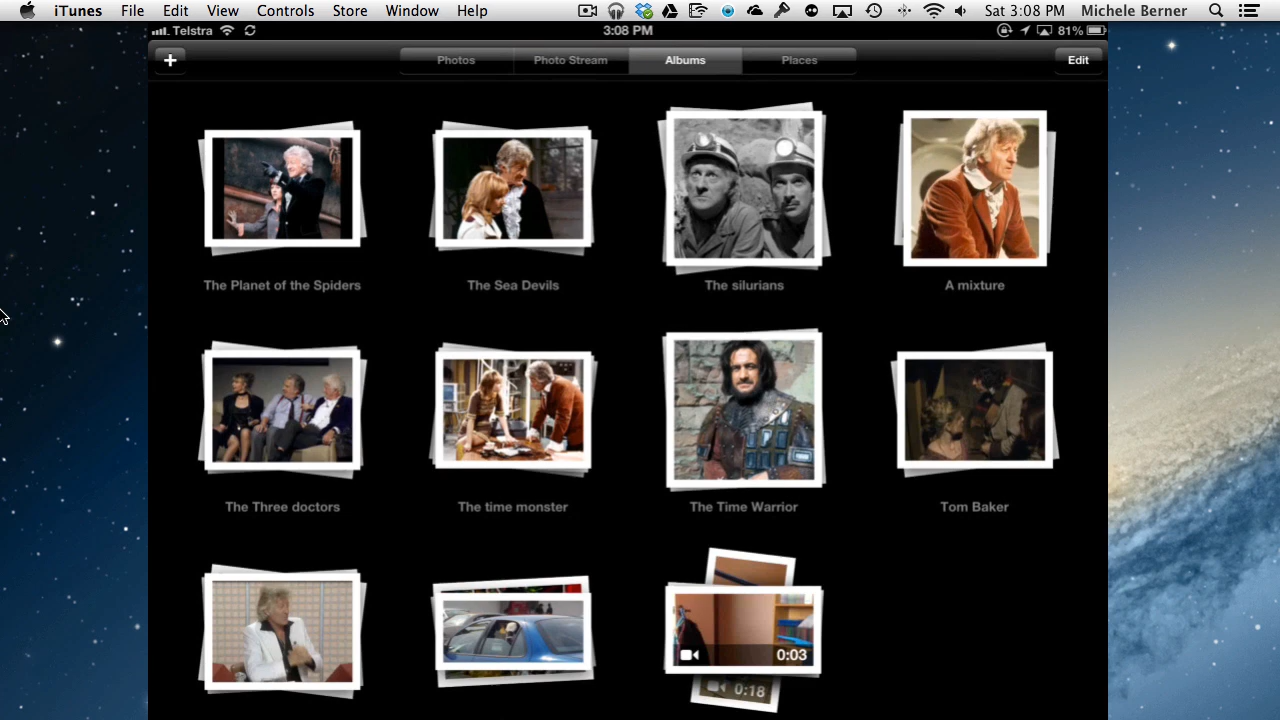 iTunes File Edit View Controls Store Window Help Sat 3:08 PM Michele Berner
Telstra 3:08 PM 81%
+ Photos Photo Stream Albums Places Edit
The Planet of the Spiders The Sea Devils The silurians A mixture
The Three doctors The time monster The Time Warrior Tom Baker
0:03
0:18